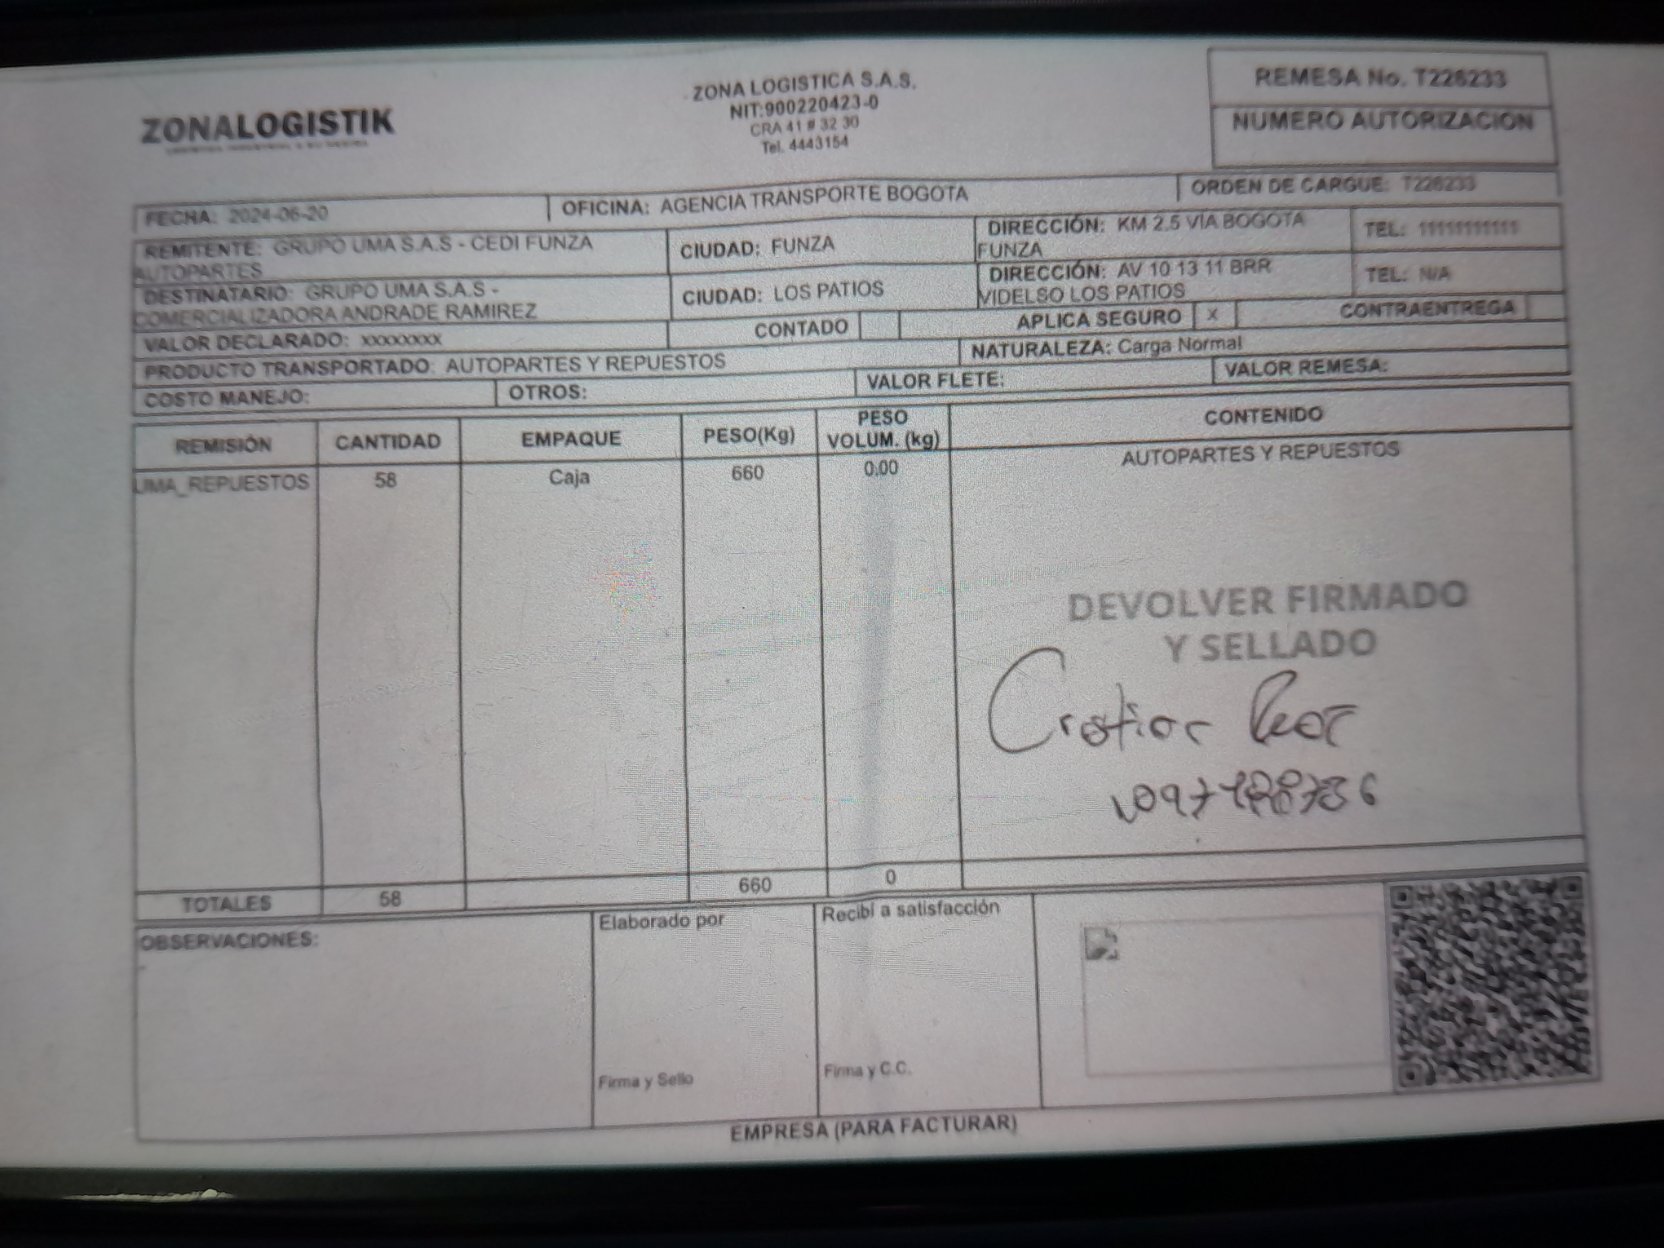 ZONALOGISTIK
ZONA LOGISTICA S.A.S.
NIT:900220423-0
CRA 41 # 32 30
Tel. 4443154
REMESA No. T226233
NUMERO AUTORIZACION
FECHA: 2024-06-20
OFICINA: AGENCIA TRANSPORTE BOGOTA
ORDEN DE CARGUE: T226233
REMITENTE: GRUPO UMA S.A.S - CEDI FUNZA
AUTOPARTES
CIUDAD: FUNZA
DIRECCIÓN: KM 2.5 VIA BOGOTA
FUNZA
TEL: 11111111111
DESTINATARIO: GRUPO UMA S.A.S -
COMERCIALIZADORA ANDRADE RAMIREZ
CIUDAD: LOS PATIOS
DIRECCIÓN: AV 10 13 11 BRR
VIDELSO LOS PATIOS
TEL: N/A
VALOR DECLARADO: xxxxxxxx
CONTADO
APLICA SEGURO X
CONTRAENTREGA
PRODUCTO TRANSPORTADO: AUTOPARTES Y REPUESTOS
NATURALEZA: Carga Normal
COSTO MANEJO:
OTROS:
VALOR FLETE:
VALOR REMESA:
REMISIÓN CANTIDAD EMPAQUE PESO(Kg) PESO VOLUM. (kg) CONTENIDO
UMA_REPUESTOS 58 Caja 660 0.00 AUTOPARTES Y REPUESTOS
DEVOLVER FIRMADO
Y SELLADO
TOTALES 58 660 0
OBSERVACIONES:
Elaborado por
Firma y Sello
Recibí a satisfacción
Firma y C.C.
EMPRESA (PARA FACTURAR)